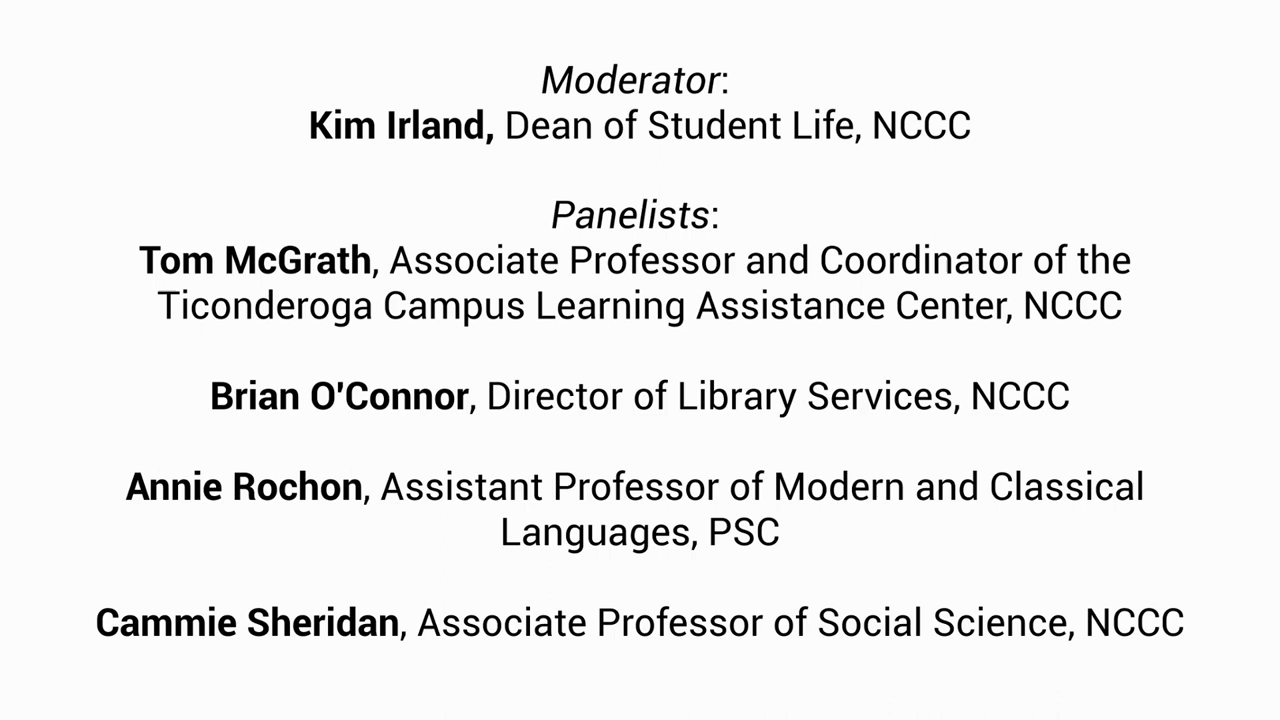 Moderator:
Kim Irland, Dean of Student Life, NCCC
Panelists:
Tom McGrath, Associate Professor and Coordinator of the
Ticonderoga Campus Learning Assistance Center, NCCC
Brian O'Connor, Director of Library Services, NCCC
Annie Rochon, Assistant Professor of Modern and Classical
Languages, PSC
Cammie Sheridan, Associate Professor of Social Science, NCCC